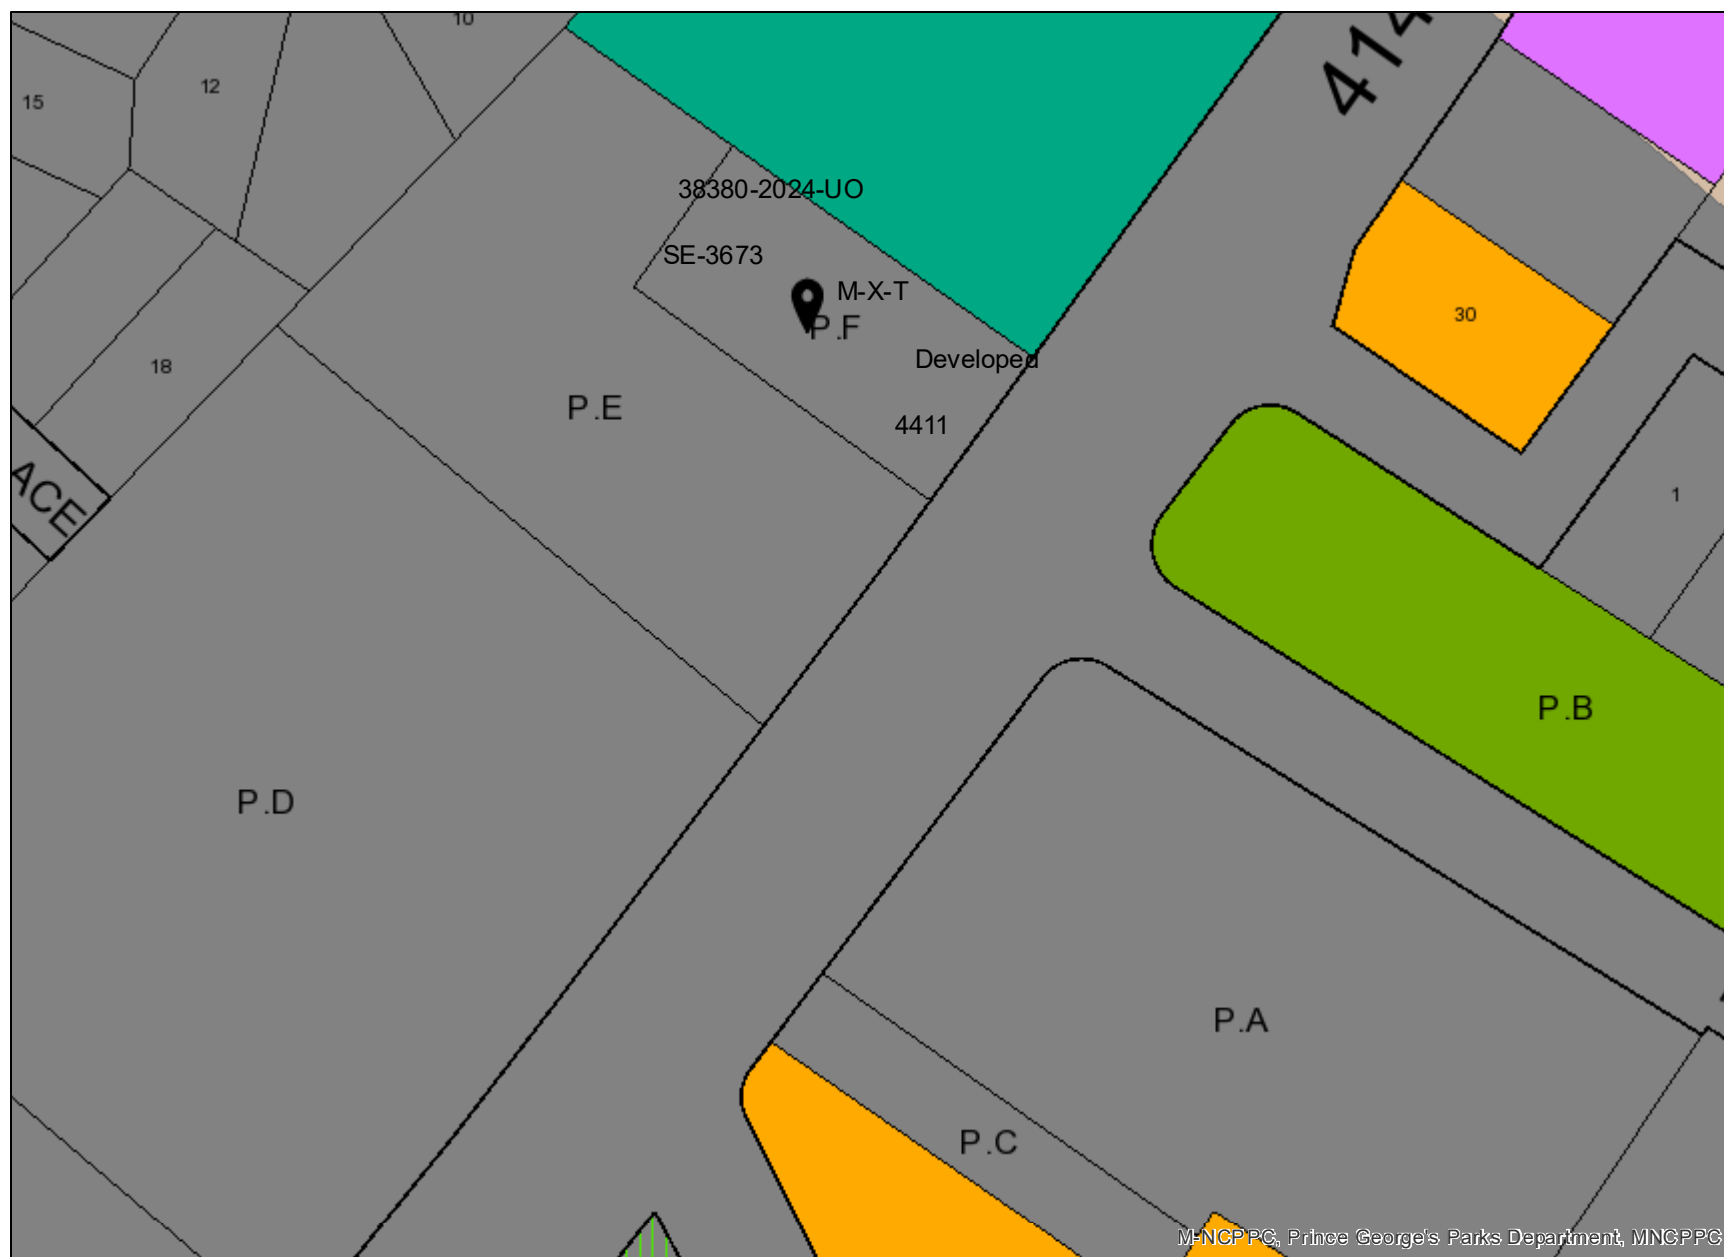 10
414
12
15
38380-2024-UO
SE-3673
M-X-T
P.F
30
Developed
18
P.E
4411
ACE
1
P.B
P.D
P.A
P.C
M-NCPPC, Prince George's Parks Department, MNCPPC